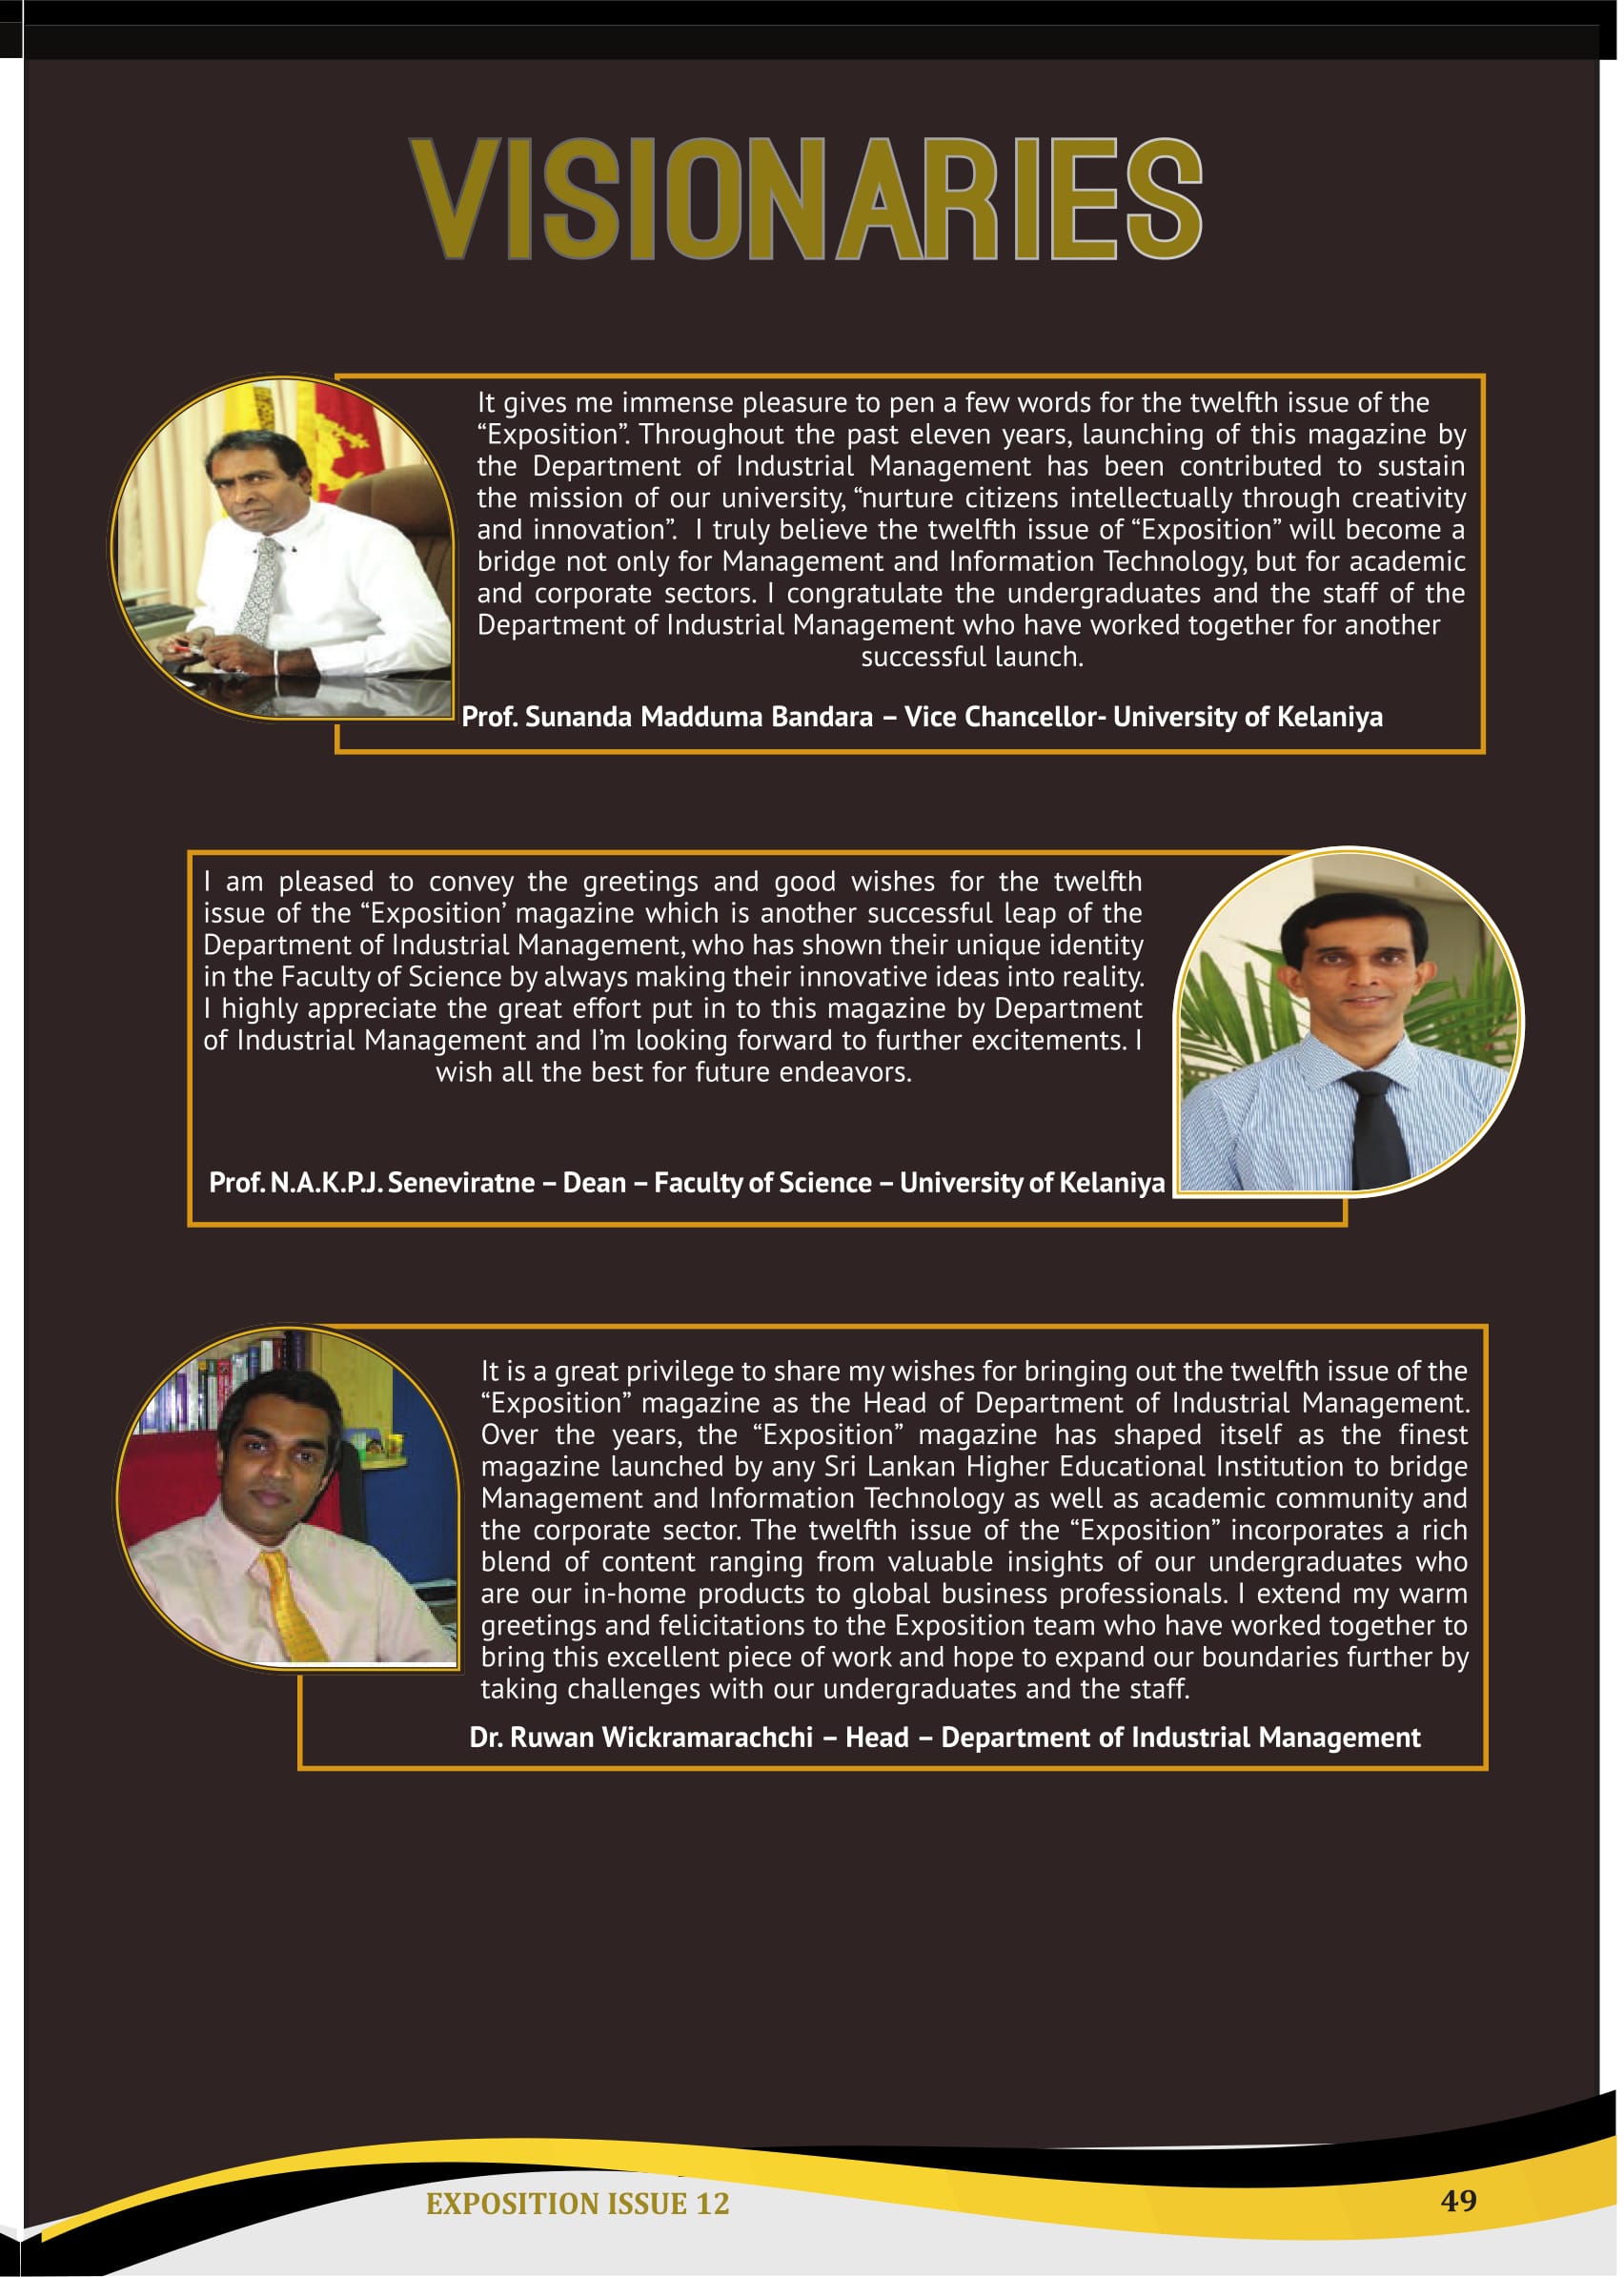 VISIONARIES
It gives me immense pleasure to pen a few words for the twelfth issue of the
“Exposition”. Throughout the past eleven years, launching of this magazine by
the Department of Industrial Management has been contributed to sustain
the mission of our university, “nurture citizens intellectually through creativity
and innovation”.  I truly believe the twelfth issue of “Exposition” will become a
bridge not only for Management and Information Technology, but for academic
and corporate sectors. I congratulate the undergraduates and the staff of the
Department of Industrial Management who have worked together for another
successful launch.
Prof. Sunanda Madduma Bandara – Vice Chancellor- University of Kelaniya
I am pleased to convey the greetings and good wishes for the twelfth
issue of the “Exposition’ magazine which is another successful leap of the
Department of Industrial Management, who has shown their unique identity
in the Faculty of Science by always making their innovative ideas into reality.
I highly appreciate the great effort put in to this magazine by Department
of Industrial Management and I’m looking forward to further excitements. I
wish all the best for future endeavors.
Prof. N.A.K.P.J. Seneviratne – Dean – Faculty of Science – University of Kelaniya
It is a great privilege to share my wishes for bringing out the twelfth issue of the
“Exposition” magazine as the Head of Department of Industrial Management.
Over the years, the “Exposition” magazine has shaped itself as the finest
magazine launched by any Sri Lankan Higher Educational Institution to bridge
Management and Information Technology as well as academic community and
the corporate sector. The twelfth issue of the “Exposition” incorporates a rich
blend of content ranging from valuable insights of our undergraduates who
are our in-home products to global business professionals. I extend my warm
greetings and felicitations to the Exposition team who have worked together to
bring this excellent piece of work and hope to expand our boundaries further by
taking challenges with our undergraduates and the staff.
Dr. Ruwan Wickramarachchi – Head – Department of Industrial Management
EXPOSITION ISSUE 12
49